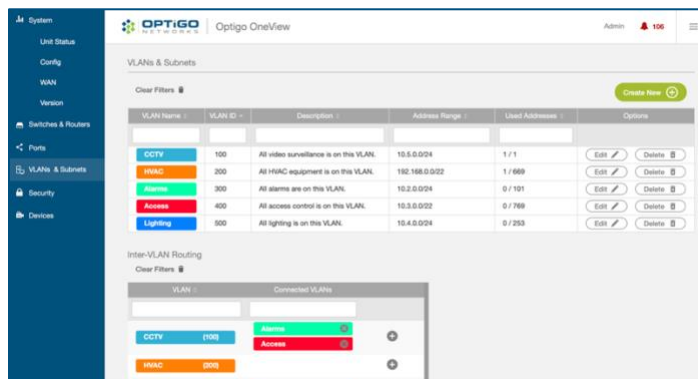 System
Unit Status
Config
WAN
Version
Switches & Routers
Ports
VLANs & Subnets
Security
Devices
OPTiGO
NETWORKS
Optigo OneView
Admin
106
VLANs & Subnets
Clear Filters
Create New
VLAN Name VLAN ID Description Address Range Used Addresses Options
CCTV 100 All video surveillance is on this VLAN. 10.5.0.0/24 1 / 1 Edit Delete
HVAC 200 All HVAC equipment is on this VLAN. 192.168.0.0/22 1 / 669 Edit Delete
Alarms 300 All alarms are on this VLAN. 10.2.0.0/24 0 / 101 Edit Delete
Access 400 All access control is on this VLAN. 10.3.0.0/22 0 / 769 Edit Delete
Lighting 500 All lighting is on this VLAN. 10.4.0.0/24 0 / 253 Edit Delete
Inter-VLAN Routing
Clear Filters
VLAN Connected VLANs
CCTV (100) Alarms
Access
HVAC (200)